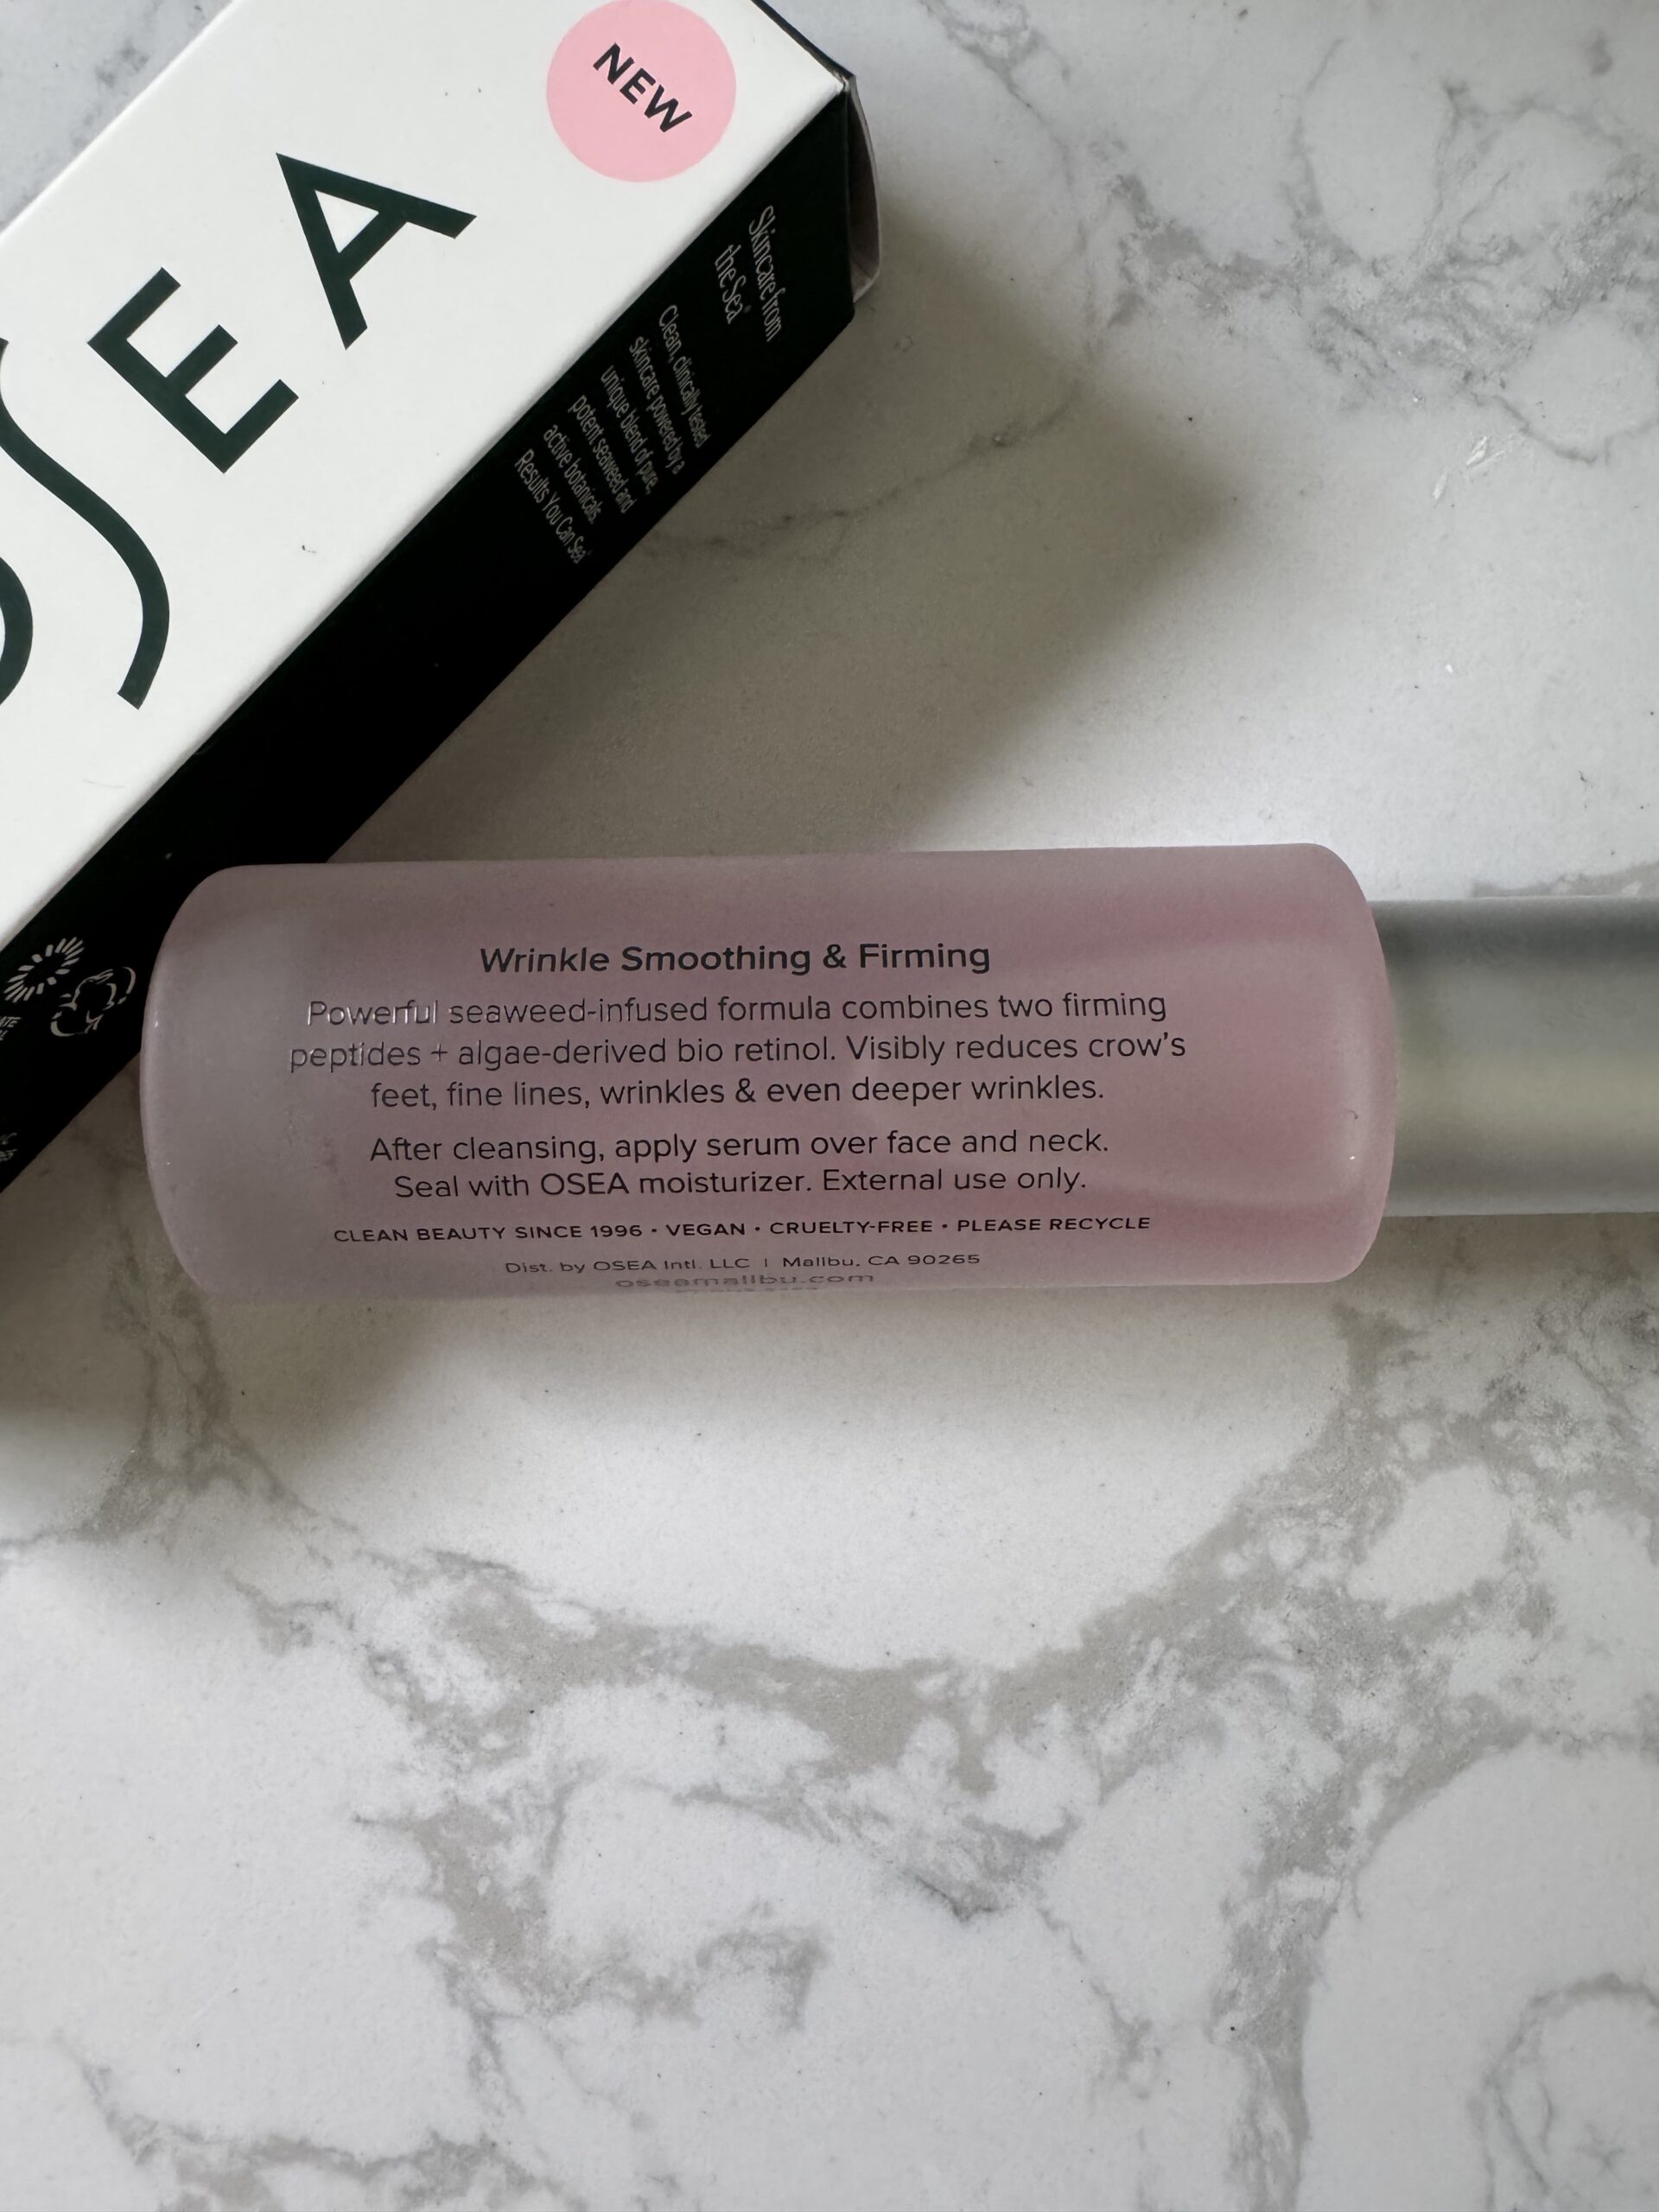 NEW
OSEA
Skincare from
the Sea®
Clean, clinically tested
skincare powered by a
unique blend of pure,
potent seaweed and
active botanicals.
Results You Can Sea®
Wrinkle Smoothing & Firming
Powerful seaweed-infused formula combines two firming
peptides + algae-derived bio retinol. Visibly reduces crow's
feet, fine lines, wrinkles & even deeper wrinkles.
After cleansing, apply serum over face and neck.
Seal with OSEA moisturizer. External use only.
CLEAN BEAUTY SINCE 1996 • VEGAN • CRUELTY-FREE • PLEASE RECYCLE
Dist. by OSEA Intl. LLC | Malibu, CA 90265
oseamalibu.com